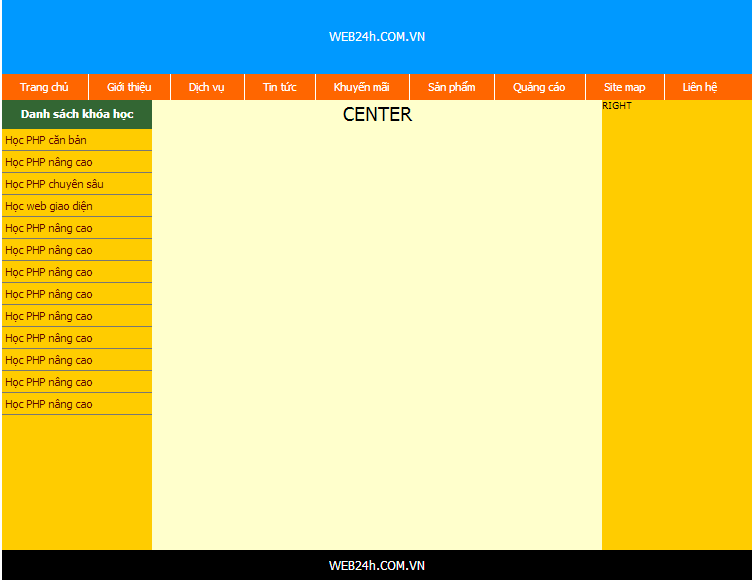 WEB24h.COM.VN
Trang chủ Giới thiệu Dịch vụ Tin tức Khuyến mãi Sản phẩm Quảng cáo Site map Liên hệ
Danh sách khóa học
Học PHP căn bản
Học PHP nâng cao
Học PHP chuyên sâu
Học web giao diện
Học PHP nâng cao
Học PHP nâng cao
Học PHP nâng cao
Học PHP nâng cao
Học PHP nâng cao
Học PHP nâng cao
Học PHP nâng cao
Học PHP nâng cao
Học PHP nâng cao
CENTER
RIGHT
WEB24h.COM.VN